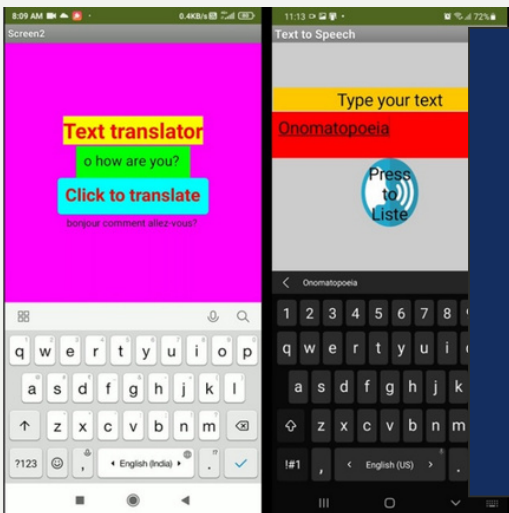 8:09 AM
0.4KB/s
Screen2
Text translator
o how are you?
Click to translate
bonjour comment allez-vous?
q w e r t y u i o p
a s d f g h j k l
z x c v b n m
?123 , English (India) .
11:13
72%
Text to Speech
Type your text
Onomatopoeia
Press
to
Liste
Onomatopoeia
1 2 3 4 5 6 7 8
q w e r t y u i
a s d f g h j k
z x c v b n m
!#1 , English (US) .